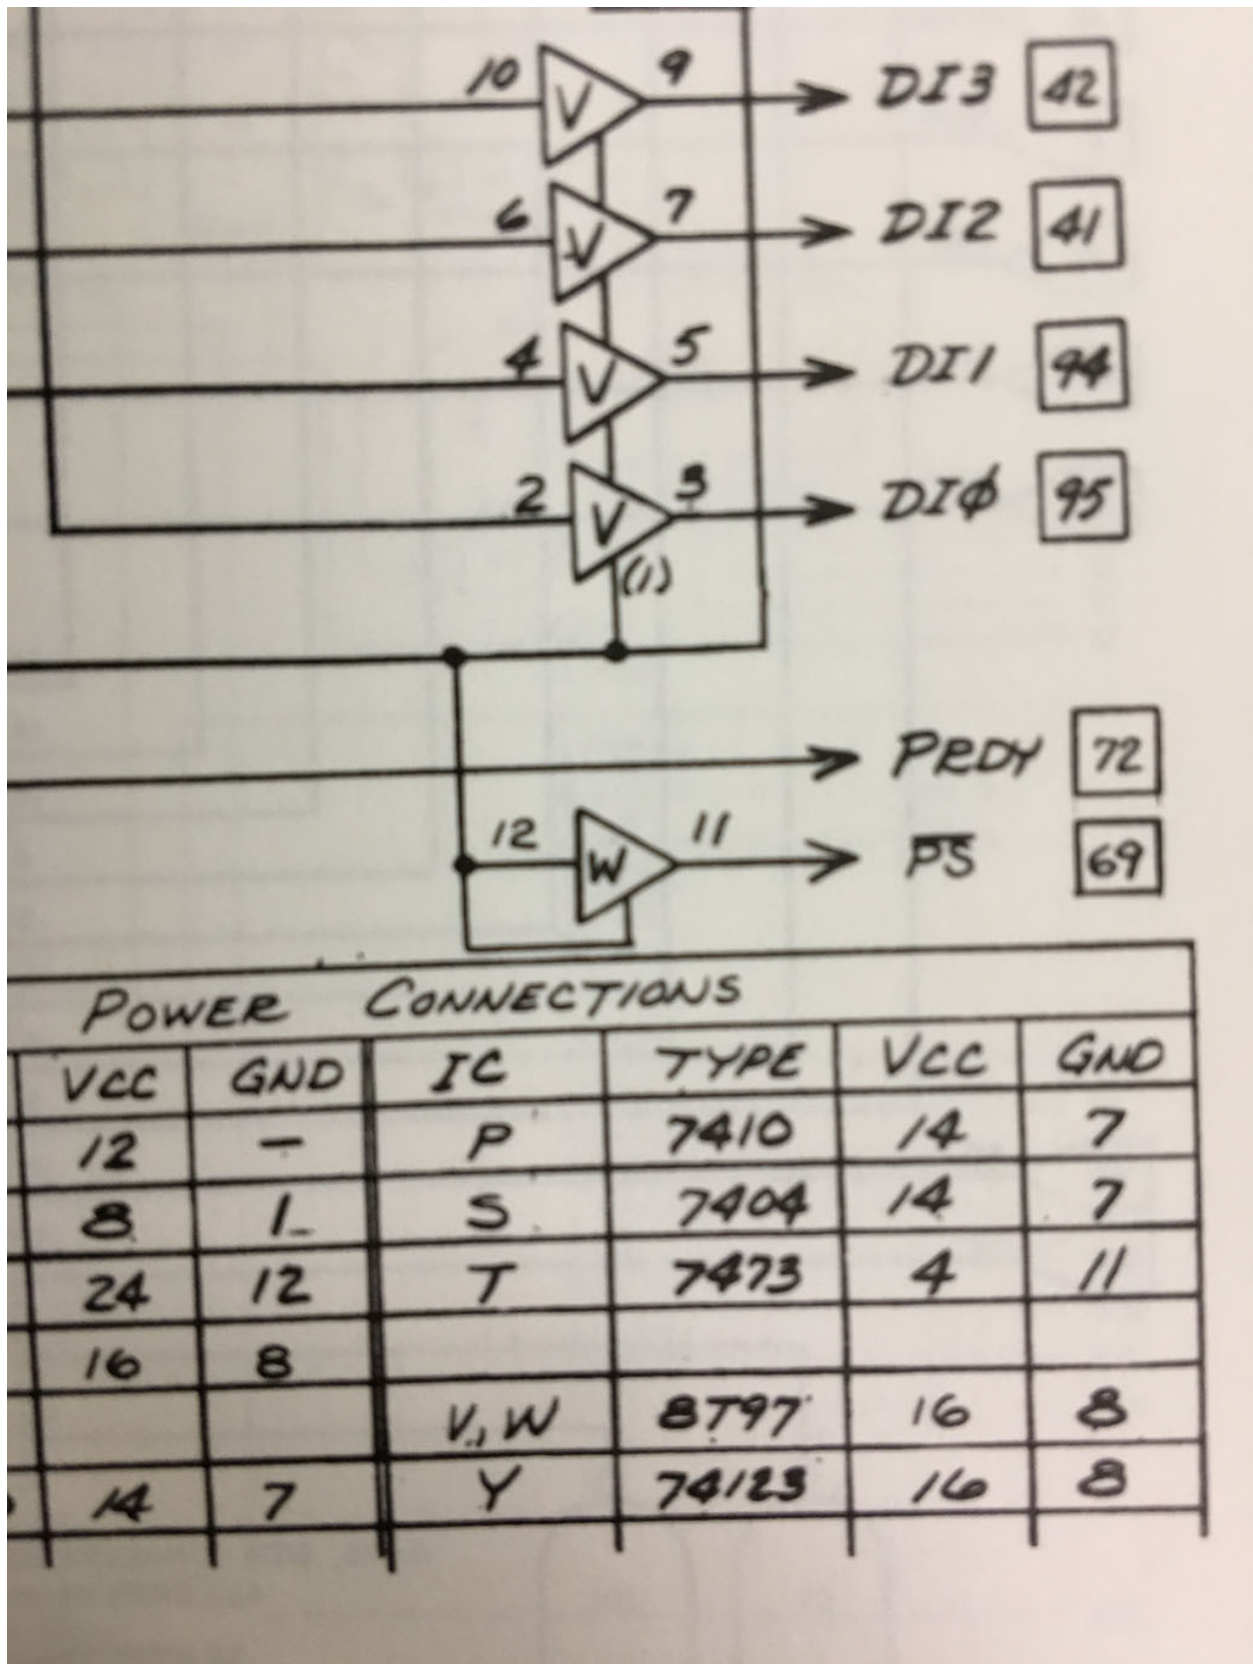 10 V 9 DI3 42
6 V 7 DI2 41
4 V 5 DI1 94
2 V 3 DIφ 95
(1)
PRDY 72
12 W 11 P̅S̅ 69
POWER CONNECTIONS
VCC GND IC TYPE VCC GND
12 – P 7410 14 7
8 1 S 7404 14 7
24 12 T 7473 4 11
16 8
V, W 8T97 16 8
14 7 Y 74123 16 8